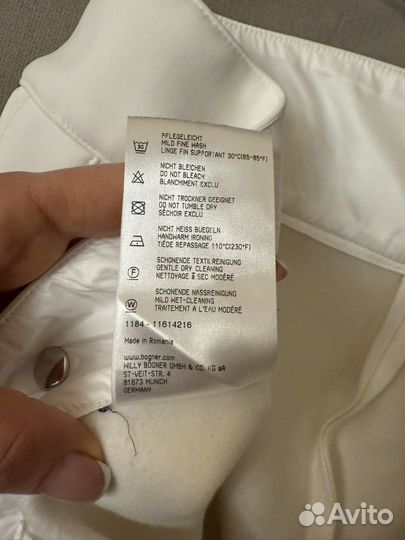 30
PFLEGELEICHT
MILD FINE WASH
LINGE FIN SUPPORTANT 30°C(65-85°F)
NICHT BLEICHEN
DO NOT BLEACH
BLANCHIMENT EXCLU
NICHT TROCKNER GEEIGNET
DO NOT TUMBLE DRY
SÉCHOIR EXCLU
NICHT HEISS BUEGELN
HANDWARM IRONING
TIÈDE REPASSAGE 110°C(230°F)
F
SCHONENDE TEXTILREINIGUNG
GENTLE DRY CLEANING
NETTOYAGE à SEC MODÉRÉ
W
SCHONENDE NASSREINIGUNG
MILD WET-CLEANING
TRAITEMENT A L'EAU MODÉRÉ
1184 - 11614216
Made in Romania
www.bogner.com
WILLY BOGNER GMBH & CO. KG aA
ST-VEIT-STR. 4
81673 MUNICH
GERMANY
Avito